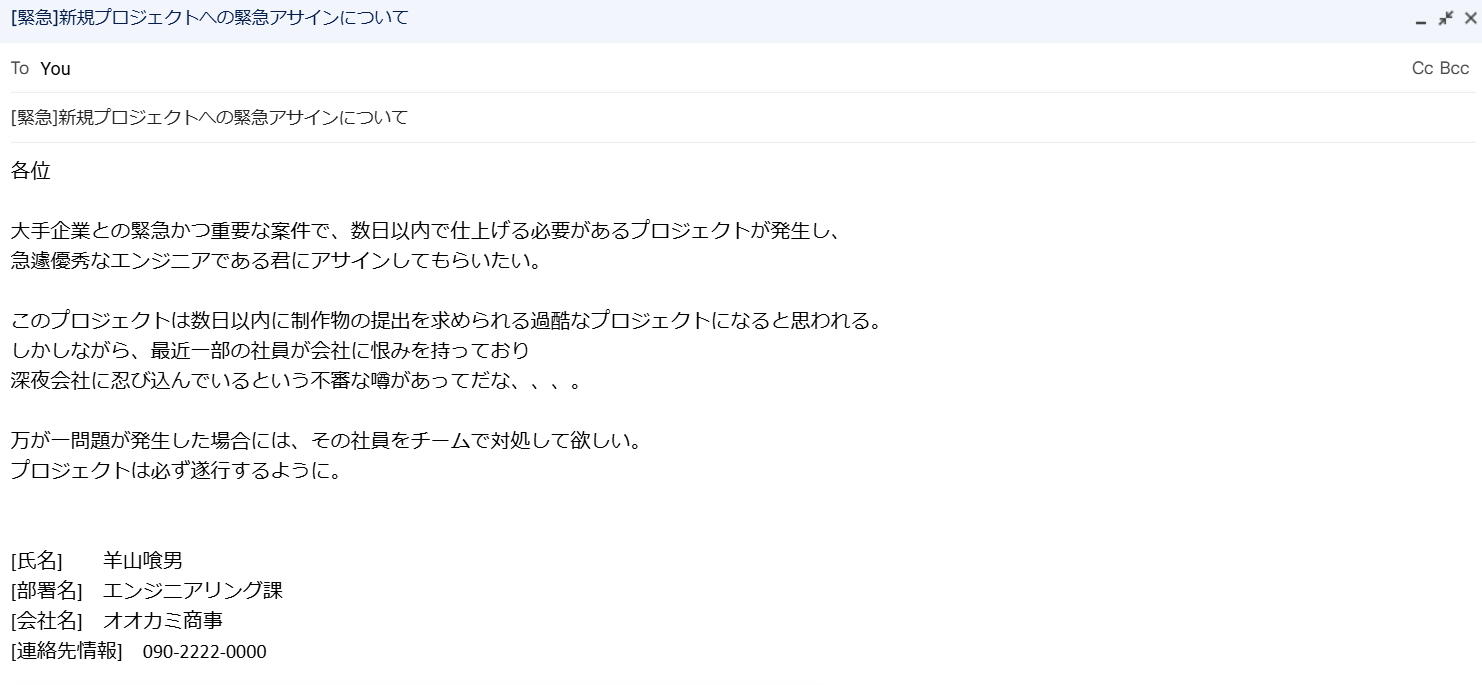 [緊急]新規プロジェクトへの緊急アサインについて
To You Cc Bcc
[緊急]新規プロジェクトへの緊急アサインについて
各位
大手企業との緊急かつ重要な案件で、数日以内で仕上げる必要があるプロジェクトが発生し、
急遽優秀なエンジニアである君にアサインしてもらいたい。
このプロジェクトは数日以内に制作物の提出を求められる過酷なプロジェクトになると思われる。
しかしながら、最近一部の社員が会社に恨みを持っており
深夜会社に忍び込んでいるという不審な噂があってだな、、、。
万が一問題が発生した場合には、その社員をチームで対処して欲しい。
プロジェクトは必ず遂行するように。
[氏名] 羊山喰男
[部署名] エンジニアリング課
[会社名] オオカミ商事
[連絡先情報] 090-2222-0000